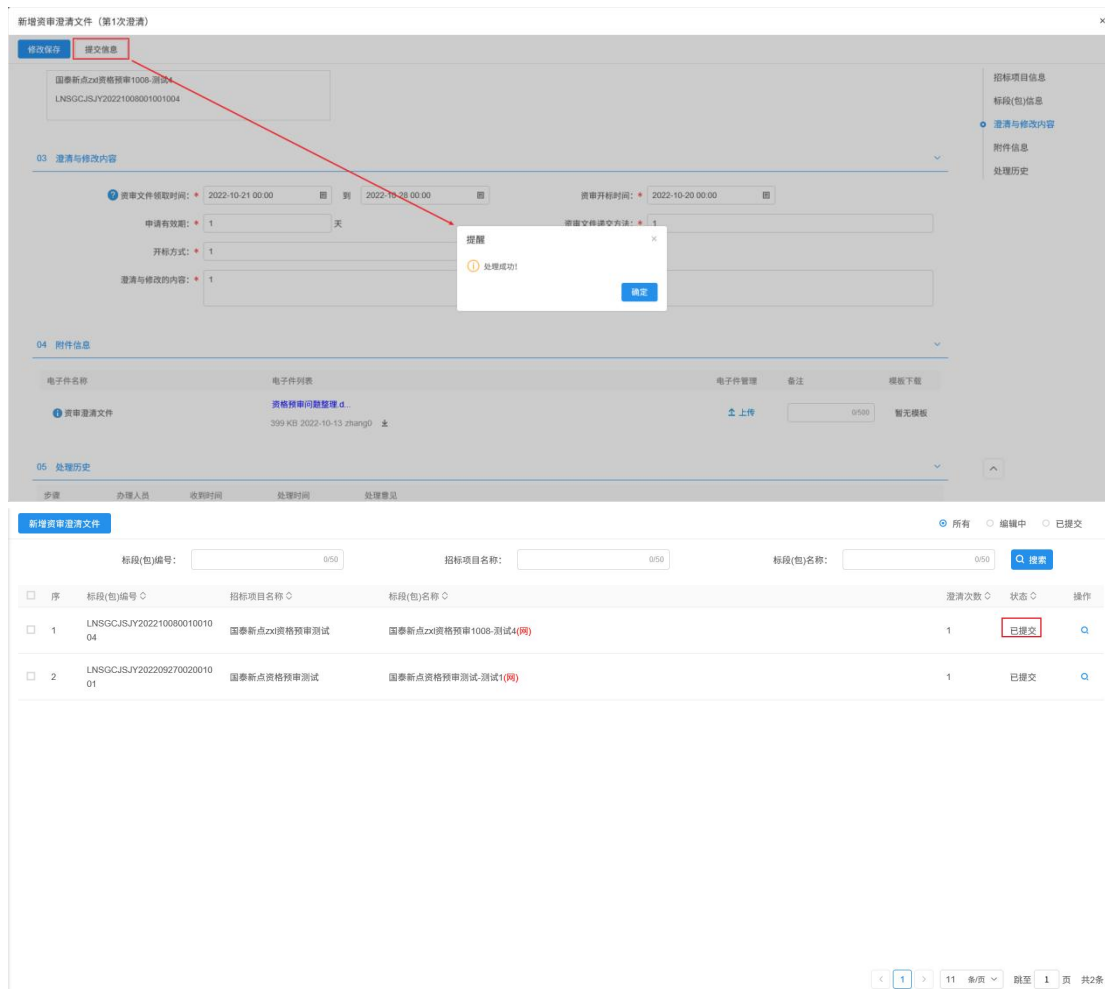 新增资审澄清文件（第1次澄清） ×
修改保存 提交信息
国泰新点zxl资格预审1008-测试4
LNSGCJSJY20221008001001004
招标项目信息
标段(包)信息
澄清与修改内容
附件信息
处理历史
03 澄清与修改内容
资审文件领取时间： * 2022-10-21 00:00 到 2022-10-28 00:00 资审开标时间： * 2022-10-20 00:00
申请有效期： * 1 天 资审文件递交方法： * 1
开标方式： * 1
澄清与修改的内容： * 1
提醒 ×
处理成功!
确定
04 附件信息
电子件名称 电子件列表 电子件管理 备注 模板下载
资审澄清文件 资格预审问题整理.d... 上传 0/500 暂无模板
399 KB 2022-10-13 zhang0
05 处理历史
步骤 办理人员 收到时间 处理时间 处理意见
新增资审澄清文件 所有 编辑中 已提交
标段(包)编号： 0/50 招标项目名称： 0/50 标段(包)名称： 0/50 搜索
序 标段(包)编号 招标项目名称 标段(包)名称 澄清次数 状态 操作
1 LNSGCJSJY202210080010010 国泰新点zxl资格预审测试 国泰新点zxl资格预审1008-测试4(网) 1 已提交
04
2 LNSGCJSJY202209270020010 国泰新点资格预审测试 国泰新点资格预审测试-测试1(网) 1 已提交
01
< 1 > 11 条/页 跳至 1 页 共2条